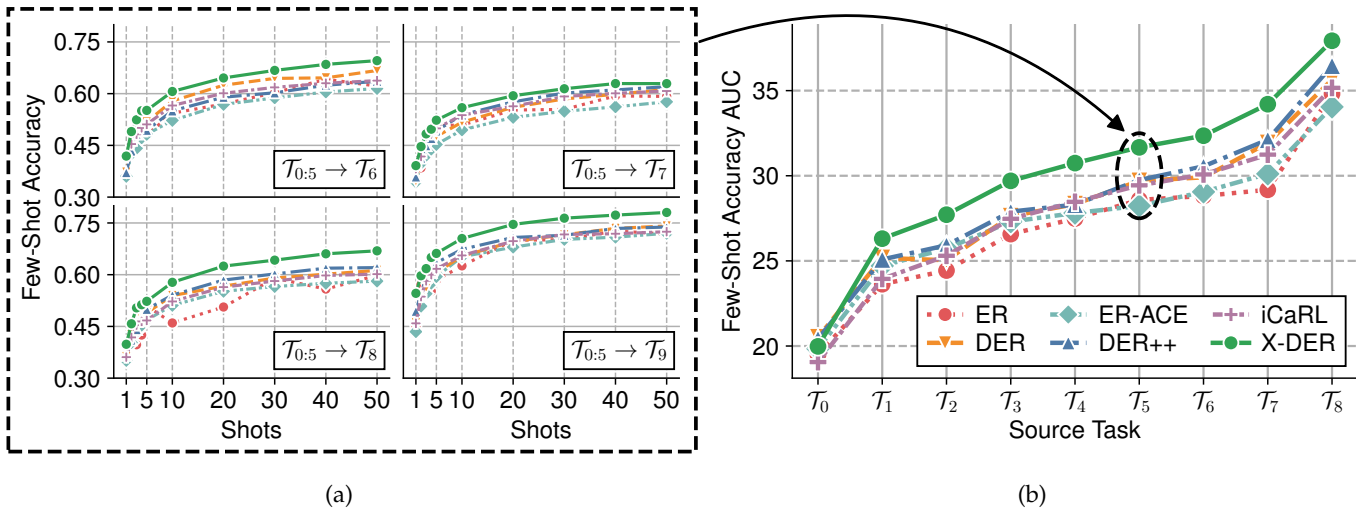 Few-Shot Accuracy
0.75
0.60
0.45
0.30
𝒯₀:₅ → 𝒯₆
𝒯₀:₅ → 𝒯₇
0.75
0.60
0.45
0.30
𝒯₀:₅ → 𝒯₈
𝒯₀:₅ → 𝒯₉
1 5 10 20 30 40 50
1 5 10 20 30 40 50
Shots
Shots
(a)
Few-Shot Accuracy AUC
35
30
25
20
ER
DER
ER-ACE
DER++
iCaRL
X-DER
𝒯₀ 𝒯₁ 𝒯₂ 𝒯₃ 𝒯₄ 𝒯₅ 𝒯₆ 𝒯₇ 𝒯₈
Source Task
(b)